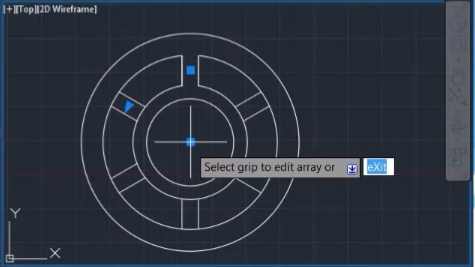 [+][Top][2D Wireframe]
Select grip to edit array or eXit
Y
X